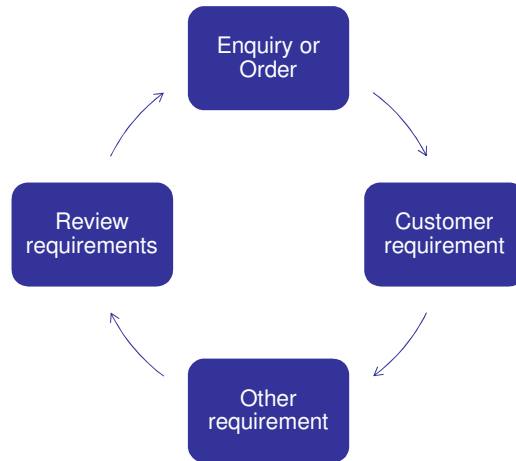 Enquiry or
Order
Review
requirements
Customer
requirement
Other
requirement